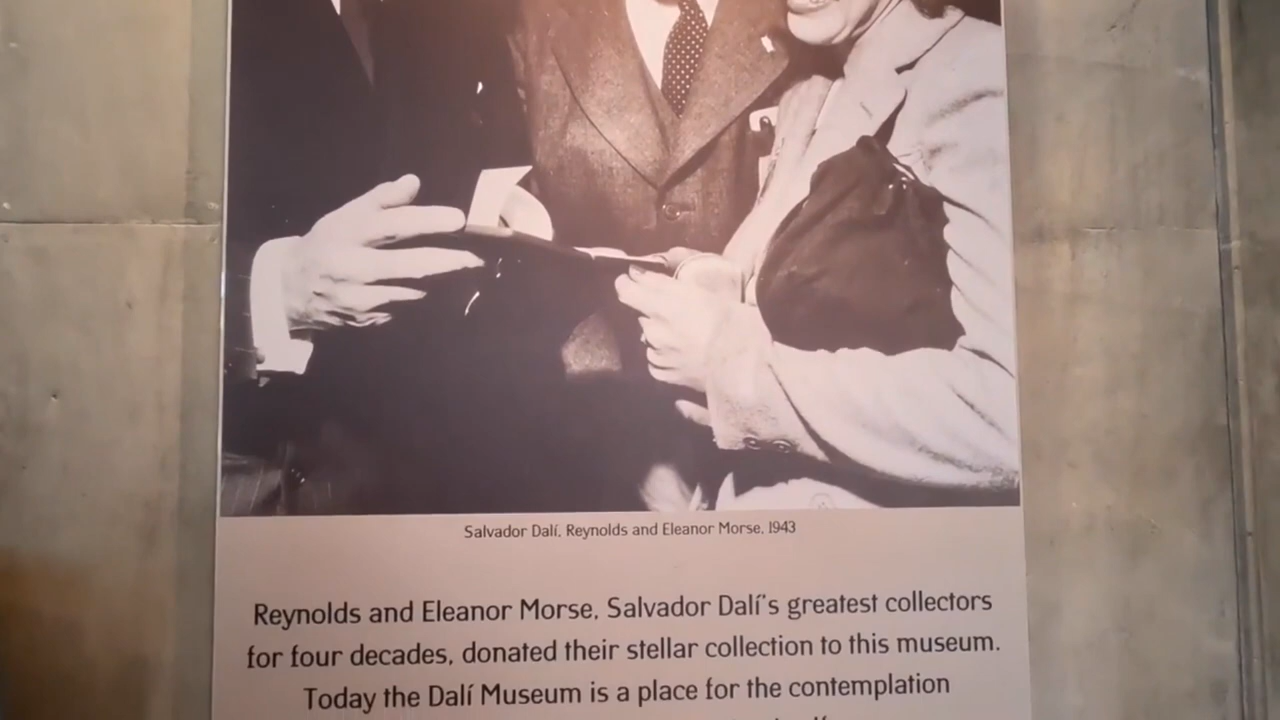 Salvador Dalí, Reynolds and Eleanor Morse, 1943
Reynolds and Eleanor Morse, Salvador Dalí's greatest collectors
for four decades, donated their stellar collection to this museum.
Today the Dalí Museum is a place for the contemplation